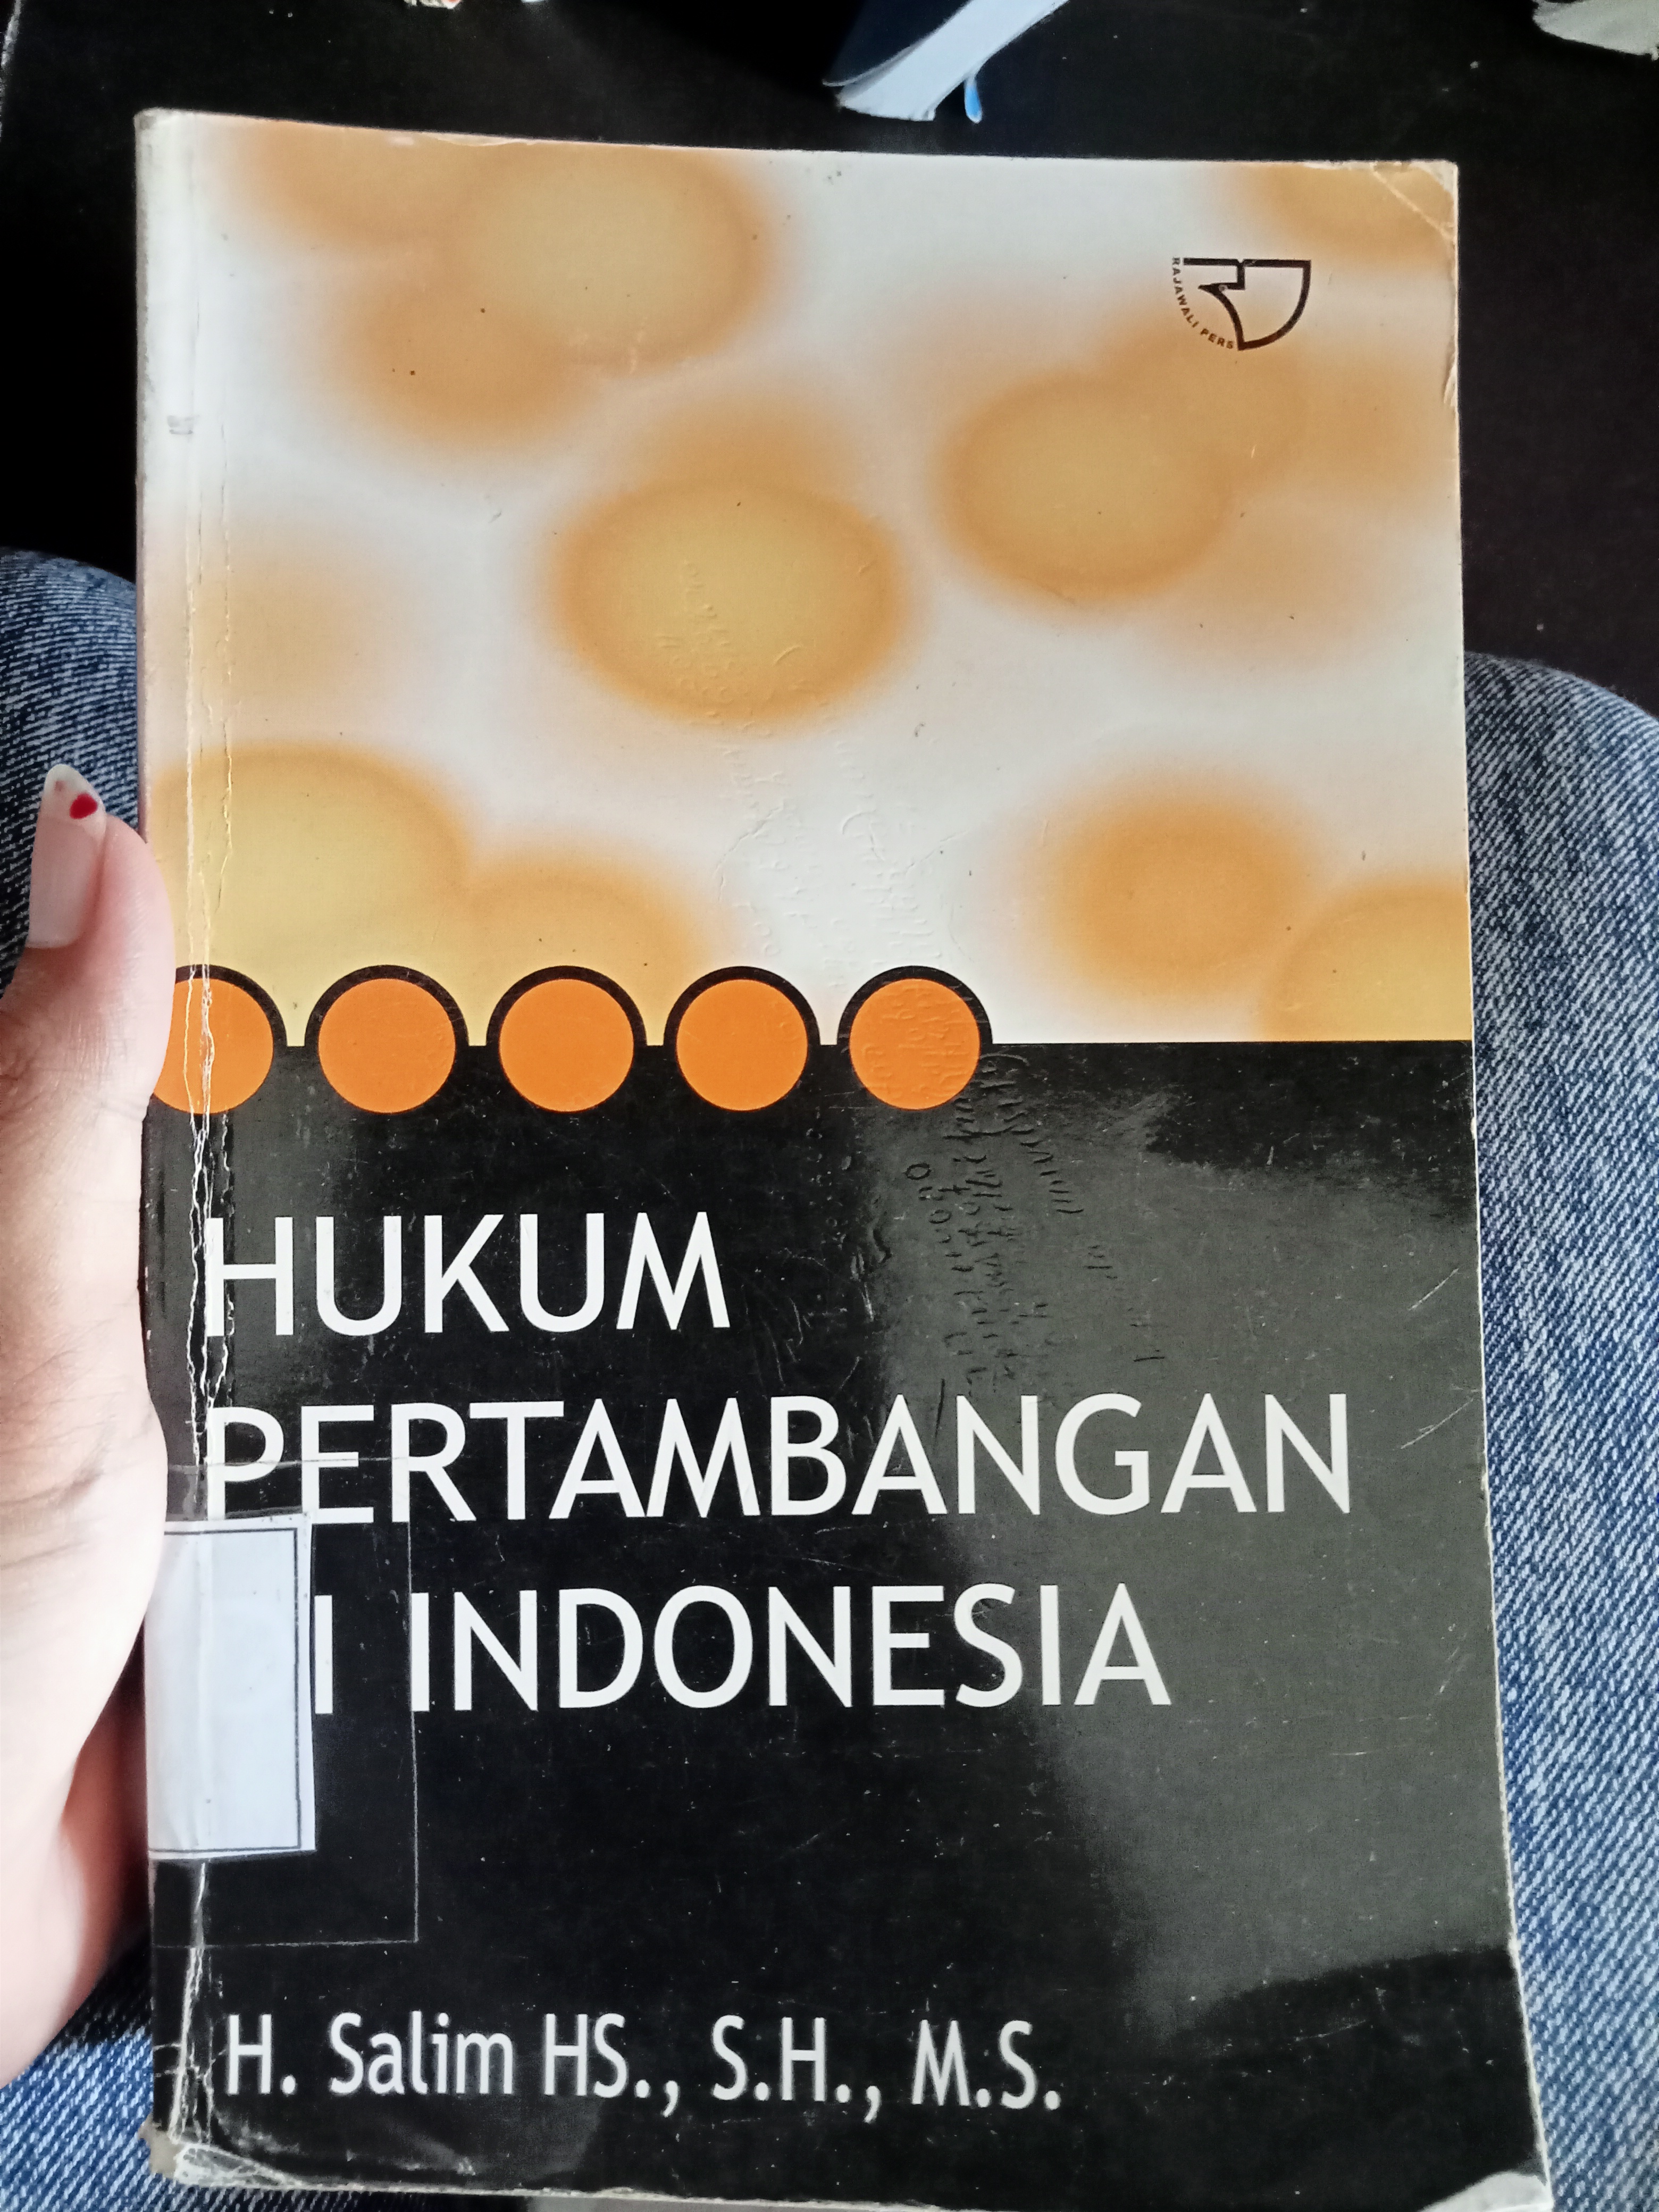 RAJAWALI PERS
HUKUM
PERTAMBANGAN
I INDONESIA
H. Salim HS., S.H., M.S.